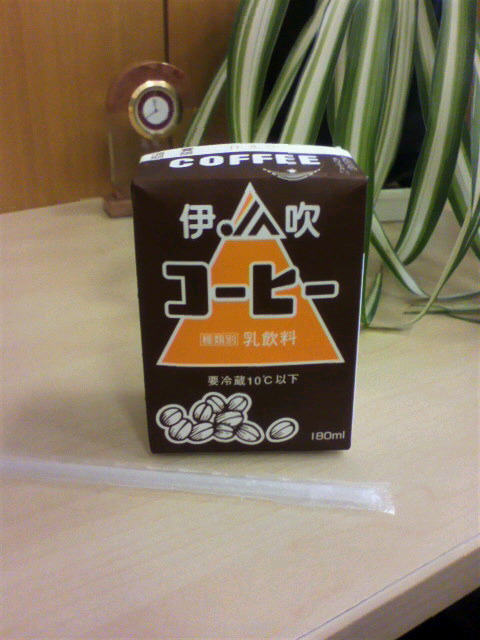 COFFEE
伊吹
コーヒー
種類別 乳飲料
要冷蔵10℃以下
180ml